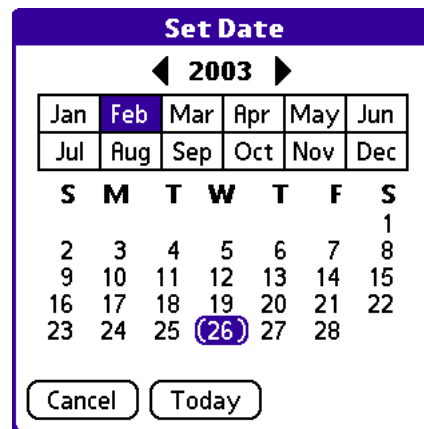 Set Date
2003
Jan Feb Mar Apr May Jun
Jul Aug Sep Oct Nov Dec
S M T W T F S
1
2 3 4 5 6 7 8
9 10 11 12 13 14 15
16 17 18 19 20 21 22
23 24 25 (26) 27 28
Cancel Today